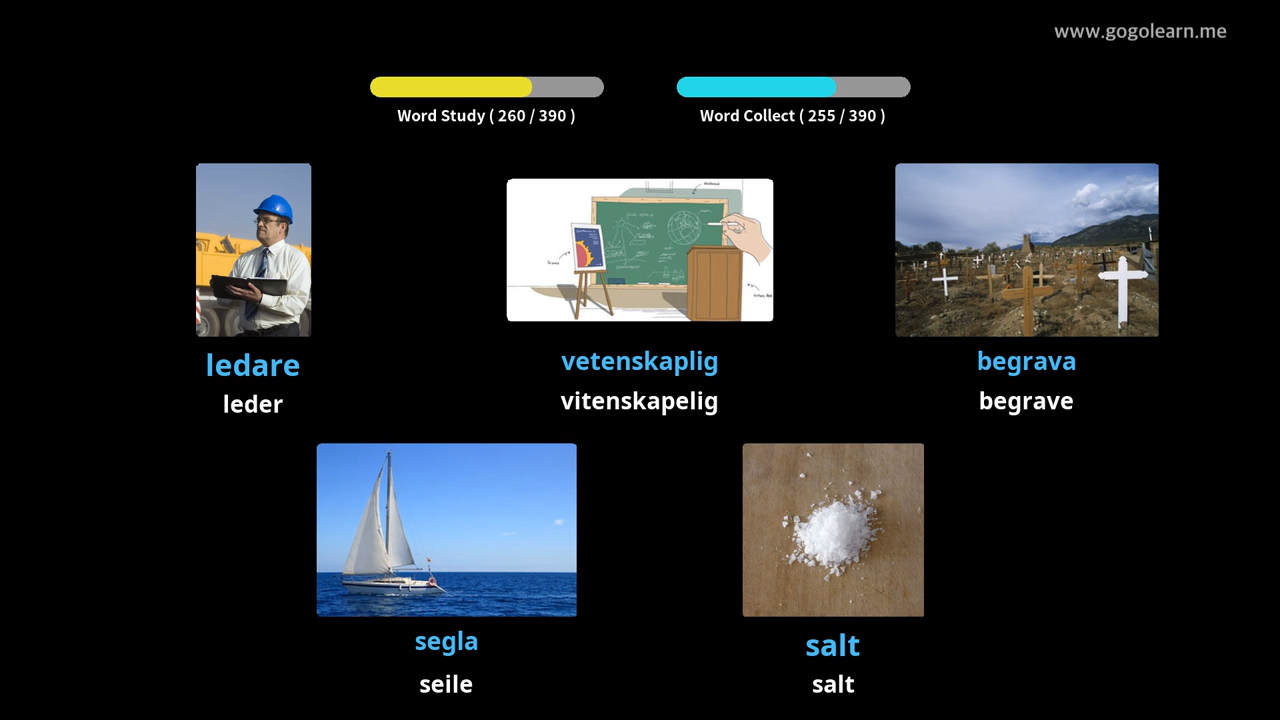 www.gogolearn.me
Word Study ( 260 / 390 )
Word Collect ( 255 / 390 )
ledare
leder
vetenskaplig
vitenskapelig
begrava
begrave
segla
seile
salt
salt